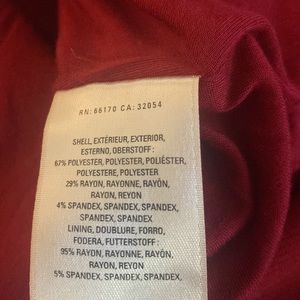 RN: 66170 CA: 32054
SHELL, EXTÉRIEUR, EXTERIOR,
ESTERNO, OBERSTOFF:
67% POLYESTER, POLYESTER, POLIÉSTER,
POLYESTERE, POLYESTER
29% RAYON, RAYONNE, RAYÓN,
RAYON, REYON
4% SPANDEX, SPANDEX, SPANDEX,
SPANDEX, SPANDEX
LINING, DOUBLURE, FORRO,
FODERA, FUTTERSTOFF:
95% RAYON, RAYONNE, RAYÓN,
RAYON, REYON
5% SPANDEX, SPANDEX, SPANDEX,